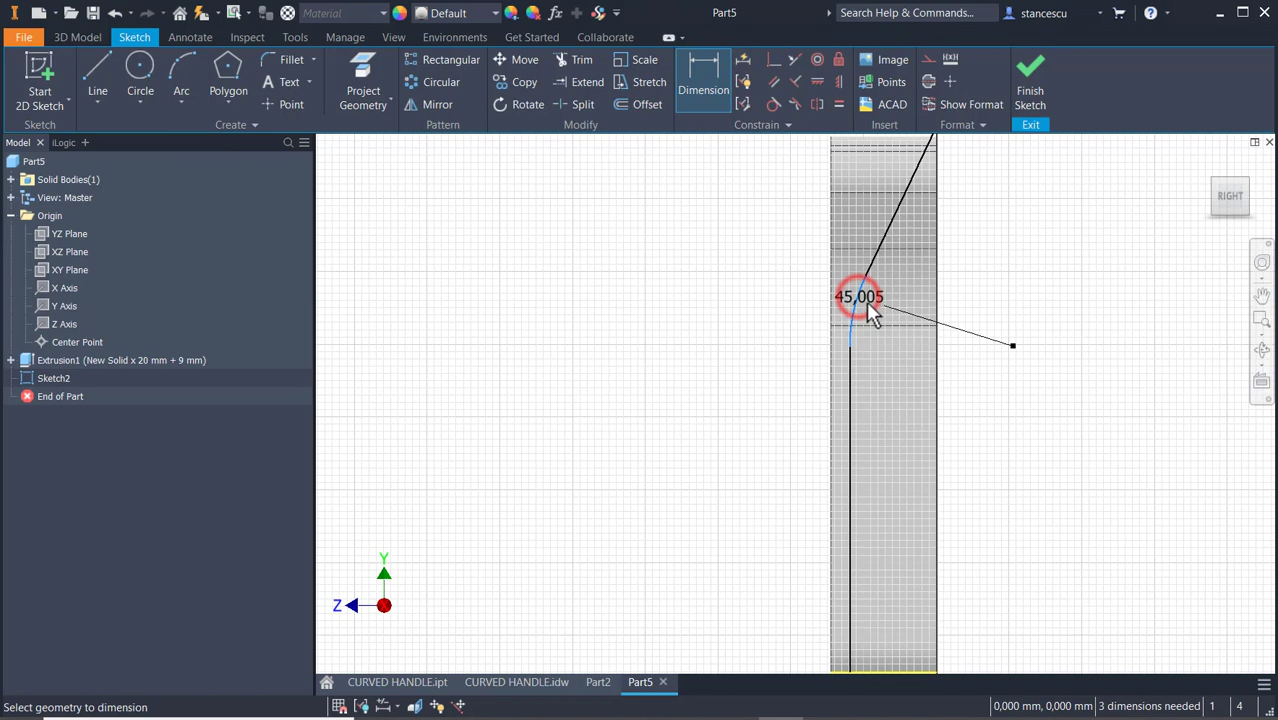 Material
Default
Part5
Search Help & Commands...
stancescu
File
3D Model
Sketch
Annotate
Inspect
Tools
Manage
View
Environments
Get Started
Collaborate
Start
2D Sketch
Line
Circle
Arc
Polygon
Fillet
Text
Point
Project
Geometry
Rectangular
Circular
Mirror
Move
Copy
Rotate
Trim
Extend
Split
Scale
Stretch
Offset
Dimension
Image
Points
ACAD
Show Format
Finish
Sketch
Sketch
Create
Pattern
Modify
Constrain
Insert
Format
Exit
Model
iLogic
Part5
Solid Bodies(1)
View: Master
Origin
YZ Plane
XZ Plane
XY Plane
X Axis
Y Axis
Z Axis
Center Point
Extrusion1 (New Solid x 20 mm + 9 mm)
Sketch2
End of Part
RIGHT
45,005
Y
Z
CURVED HANDLE.ipt
CURVED HANDLE.idw
Part2
Part5
Select geometry to dimension
0,000 mm, 0,000 mm
3 dimensions needed
1
4